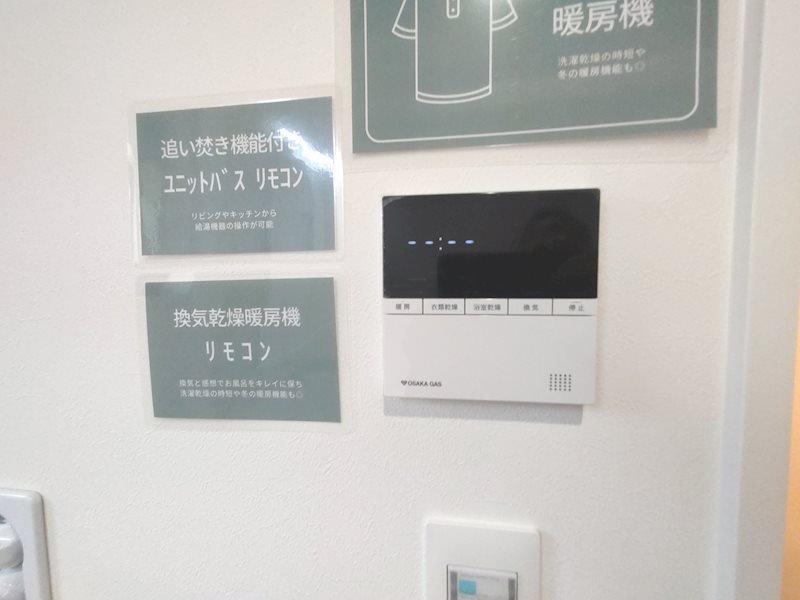 暖房機
洗濯乾燥の時短や
冬の暖房機能も◎
追い焚き機能付き
ユニットバス リモコン
リビングやキッチンから
給湯機器の操作が可能
--:--
暖房 衣類乾燥 浴室乾燥 換気 停止
OSAKA GAS
換気乾燥暖房機
リモコン
換気と感想でお風呂をキレイに保ち
洗濯乾燥の時短や冬の暖房機能も◎